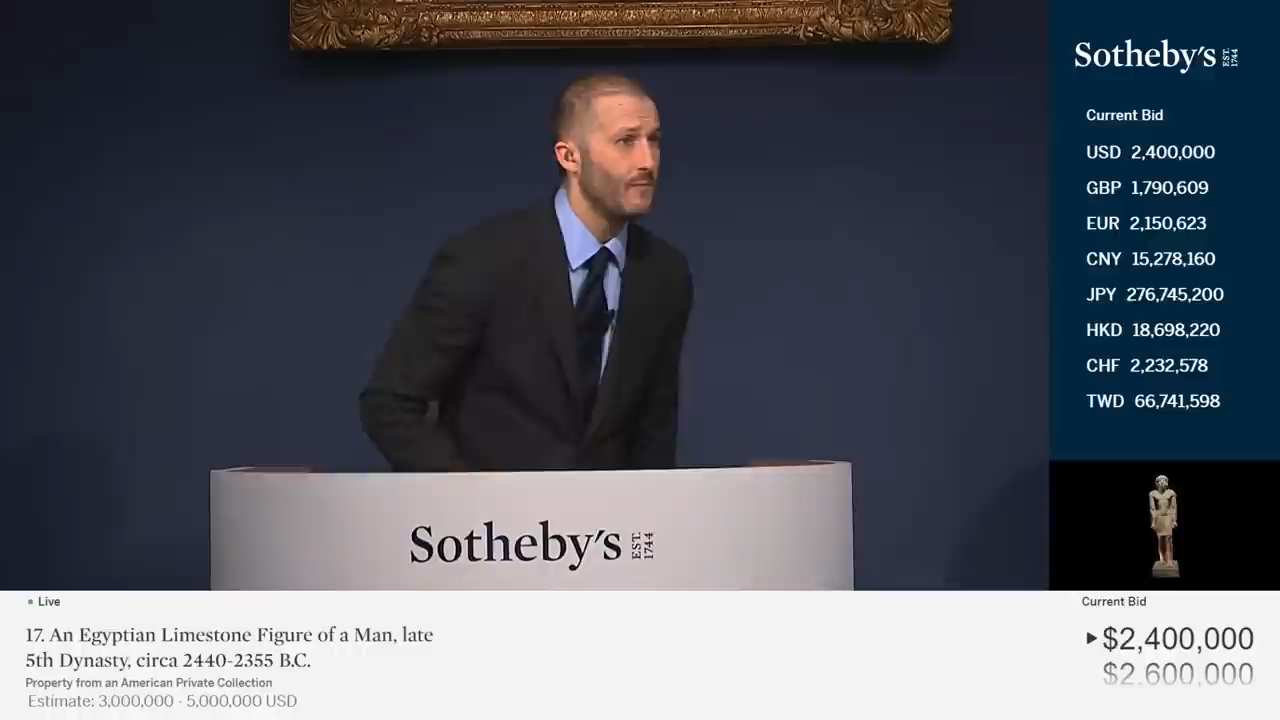 Sotheby's EST. 1744
Current Bid
USD 2,400,000
GBP 1,790,609
EUR 2,150,623
CNY 15,278,160
JPY 276,745,200
HKD 18,698,220
CHF 2,232,578
TWD 66,741,598
Sotheby's EST. 1744
Live
17. An Egyptian Limestone Figure of a Man, late
5th Dynasty, circa 2440-2355 B.C.
Property from an American Private Collection
Estimate: 3,000,000 - 5,000,000 USD
Current Bid
$2,400,000
$2,600,000